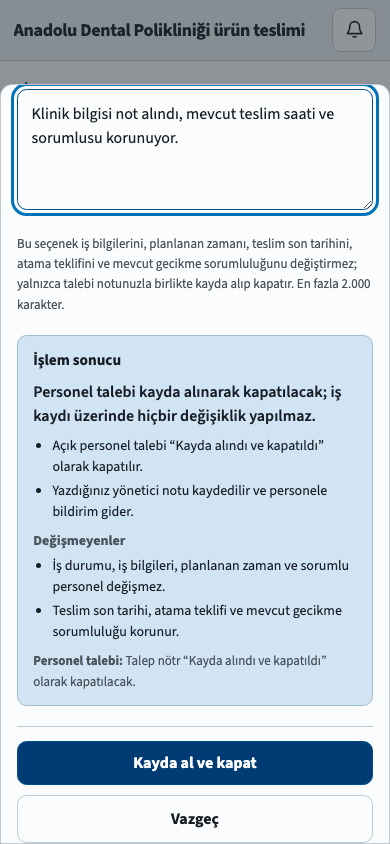 Anadolu Dental Polikliniği ürün teslimi
Klinik bilgisi not alındı, mevcut teslim saati ve
sorumlusu korunuyor.
Bu seçenek iş bilgilerini, planlanan zamanı, teslim son tarihini,
atama teklifini ve mevcut gecikme sorumluluğunu değiştirmez;
yalnızca talebi notunuzla birlikte kayda alıp kapatır. En fazla 2.000
karakter.
İşlem sonucu
Personel talebi kayda alınarak kapatılacak; iş
kaydı üzerinde hiçbir değişiklik yapılmaz.
Açık personel talebi “Kayda alındı ve kapatıldı”
olarak kapatılır.
Yazdığınız yönetici notu kaydedilir ve personele
bildirim gider.
Değişmeyenler
İş durumu, iş bilgileri, planlanan zaman ve sorumlu
personel değişmez.
Teslim son tarihi, atama teklifi ve mevcut gecikme
sorumluluğu korunur.
Personel talebi: Talep nötr “Kayda alındı ve kapatıldı”
olarak kapatılacak.
Kayda al ve kapat
Vazgeç